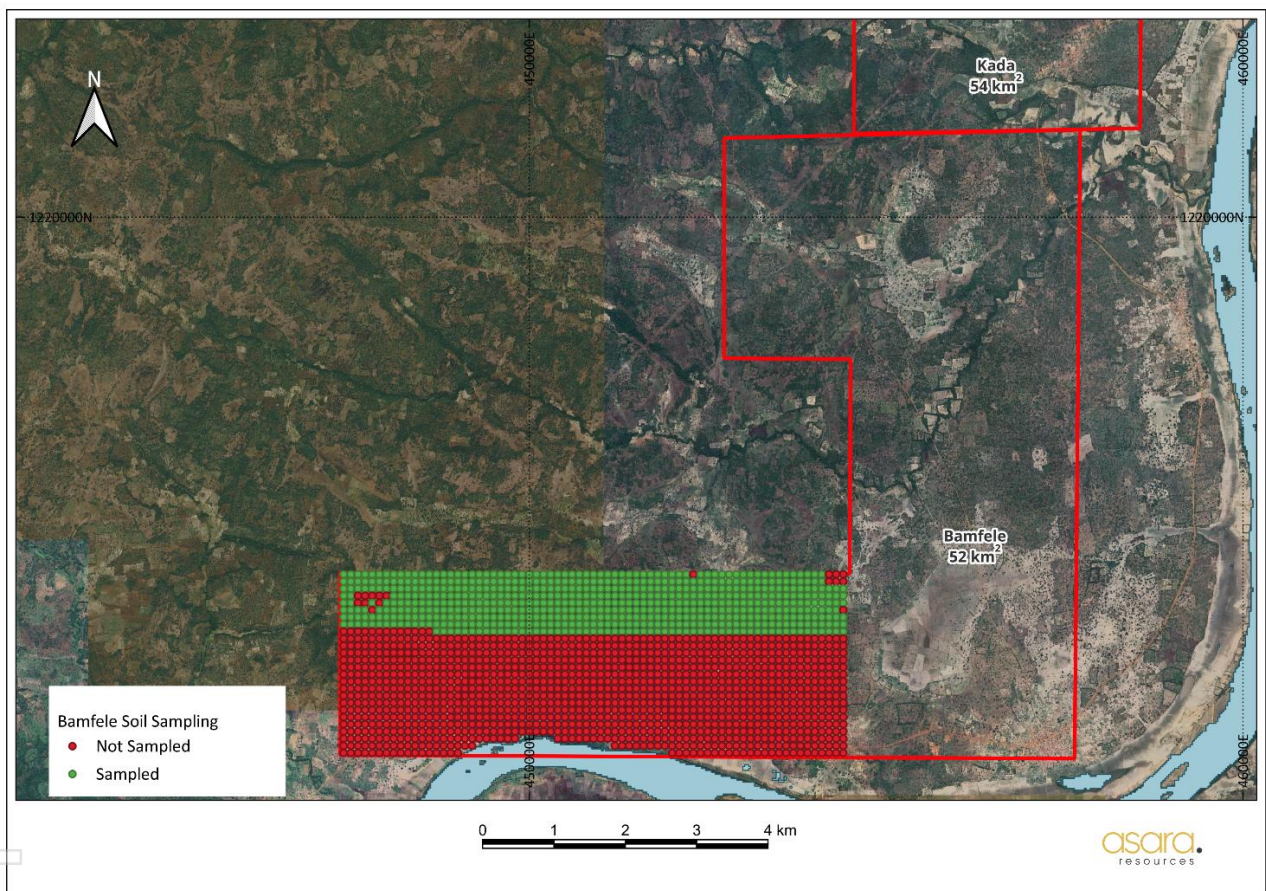 N
450000E
460000E
Kada
54 km²
1220000N
1220000N
Bamfele
52 km²
Bamfele Soil Sampling
Not Sampled
Sampled
450000E
460000E
0 1 2 3 4 km
asara.
resources